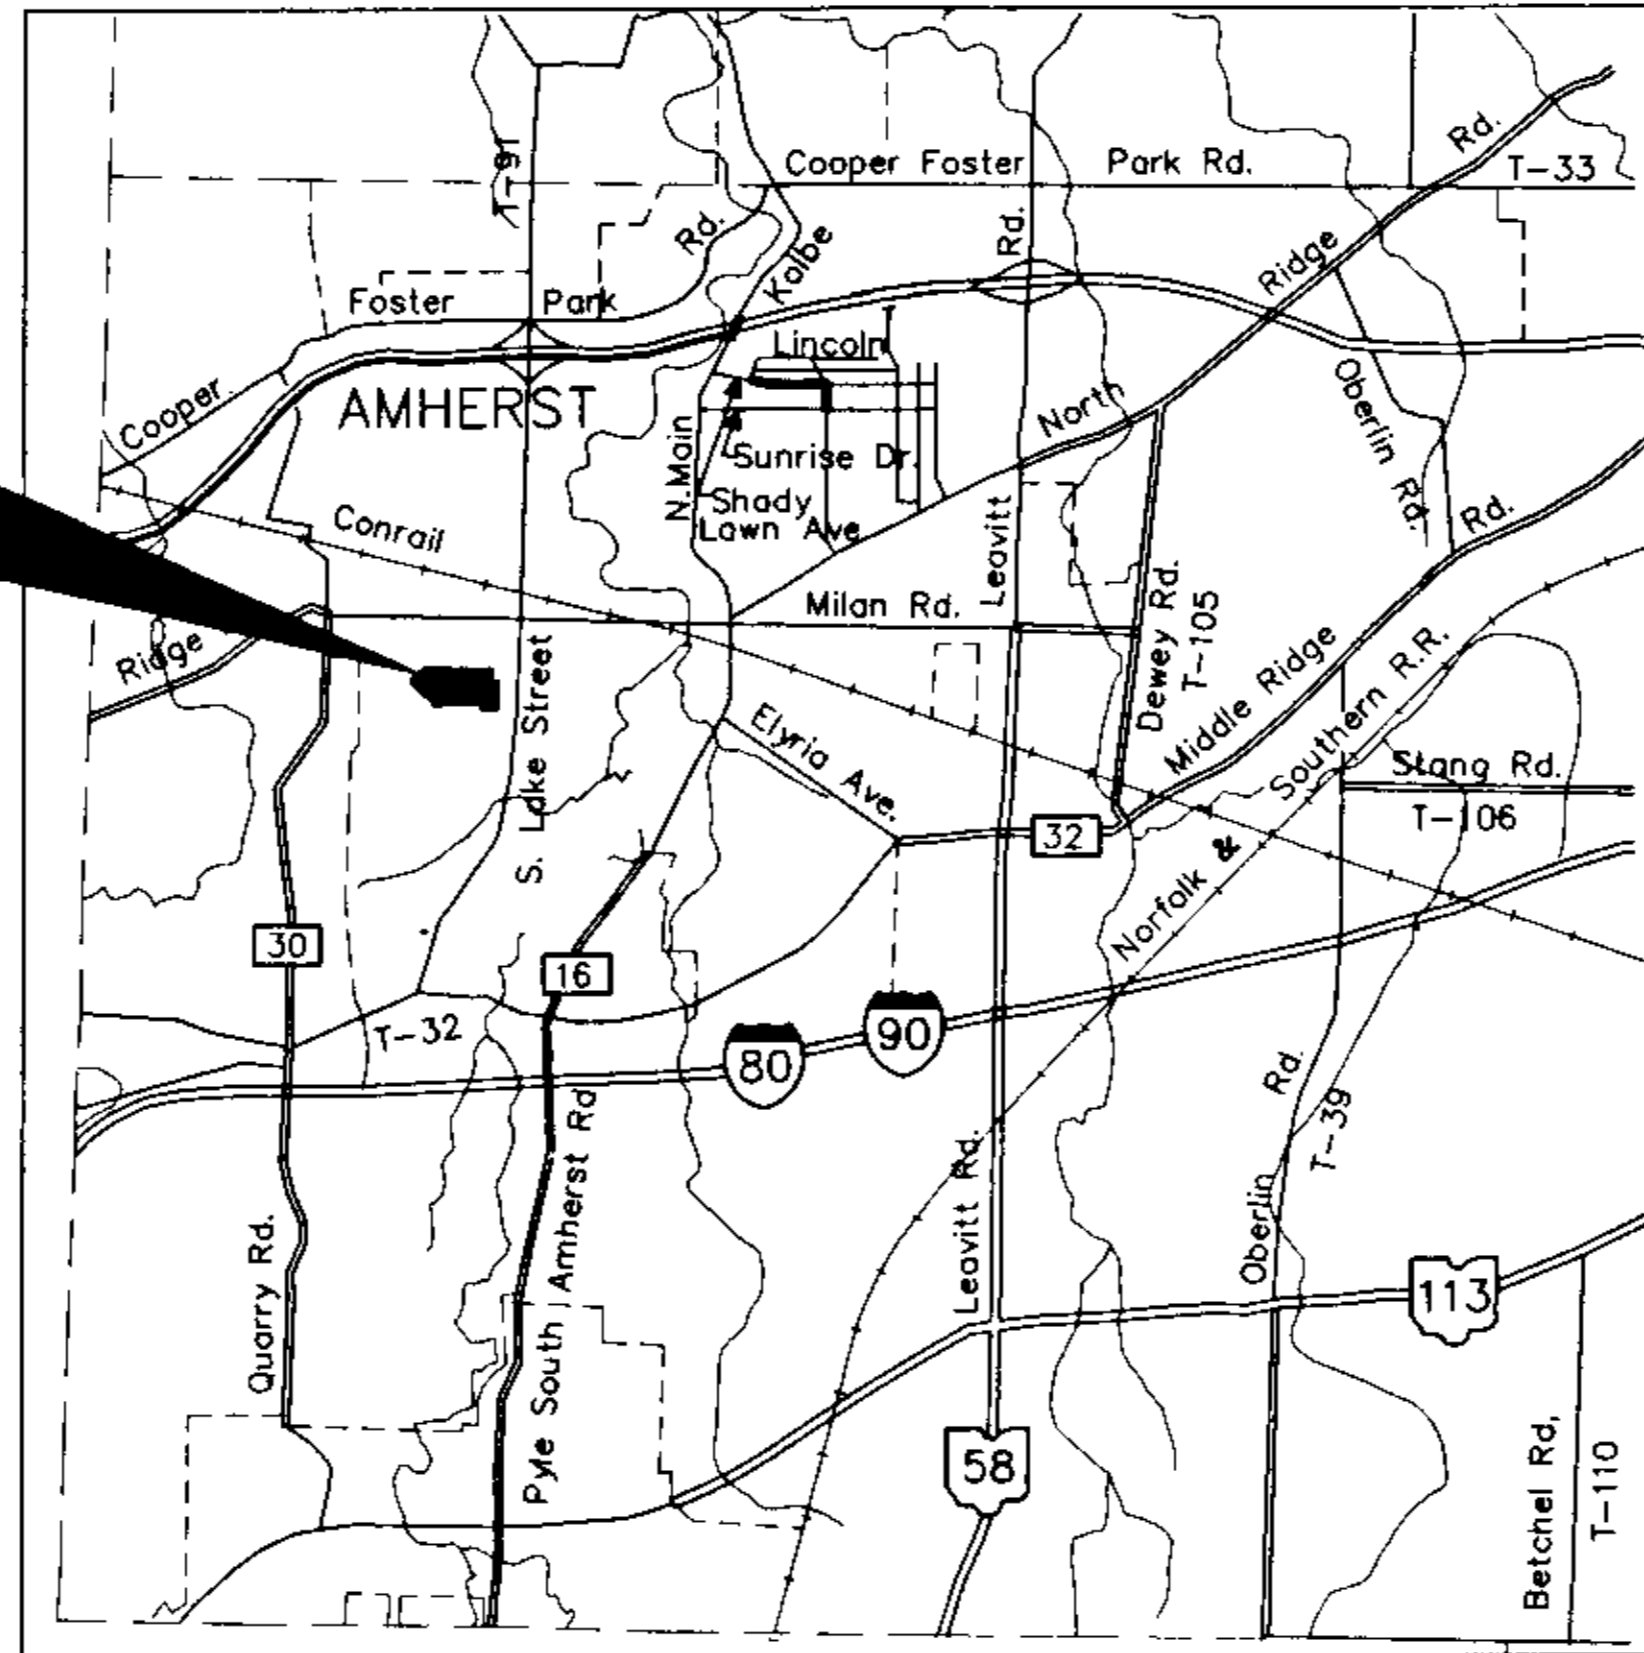 T-91
Cooper Foster
Park Rd.
Rd.
T-33
Rd.
Rd.
Kolbe
Ridge
Foster
Park
Lincoln
Cooper.
AMHERST
North
Oberlin Rd.
N.Main
Sunrise Dr.
Shady
Lawn Ave
Conrail
Leavitt
Rd.
Milan Rd.
Dewey Rd.
T-105
Ridge
S. Lake Street
Middle Ridge
Elyria Ave.
Norfolk & Southern R.R.
Stang Rd.
T-106
32
30
16
T-32
90
80
Rd.
T-39
Pyle South Amherst Rd
Leavitt Rd.
Oberlin
Quarry Rd.
113
58
Betchel Rd,
T-110